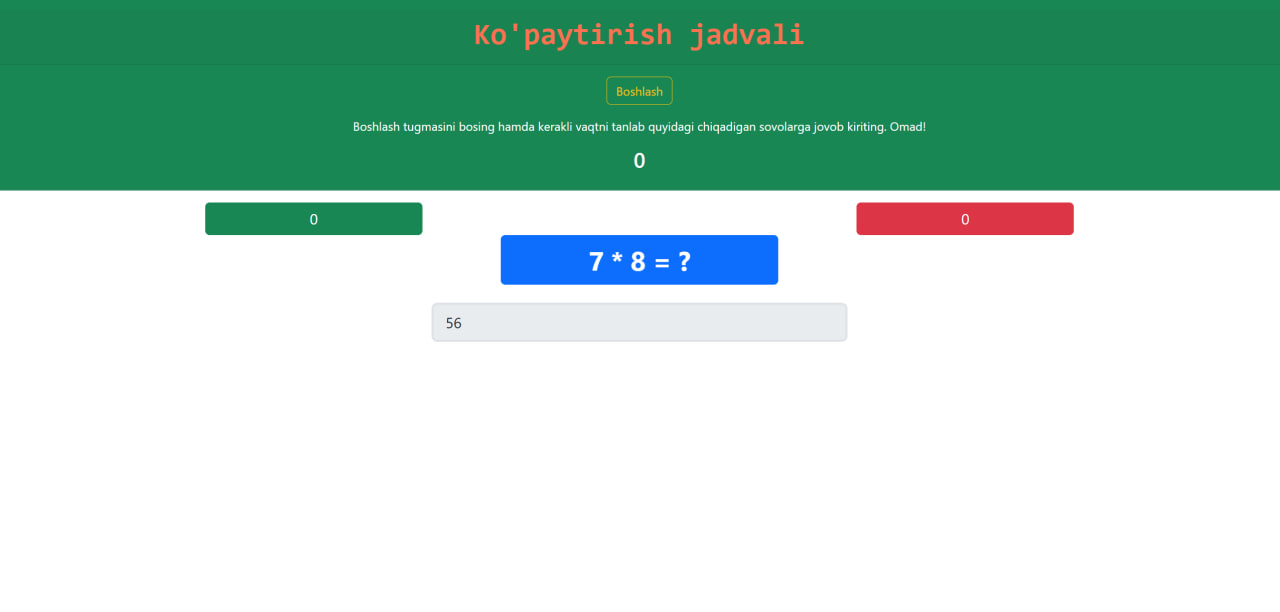 Ko'paytirish jadvali
Boshlash
Boshlash tugmasini bosing hamda kerakli vaqtni tanlab quyidagi chiqadigan sovolarga jovob kiriting. Omad!
0
0
0
7 * 8 = ?
56